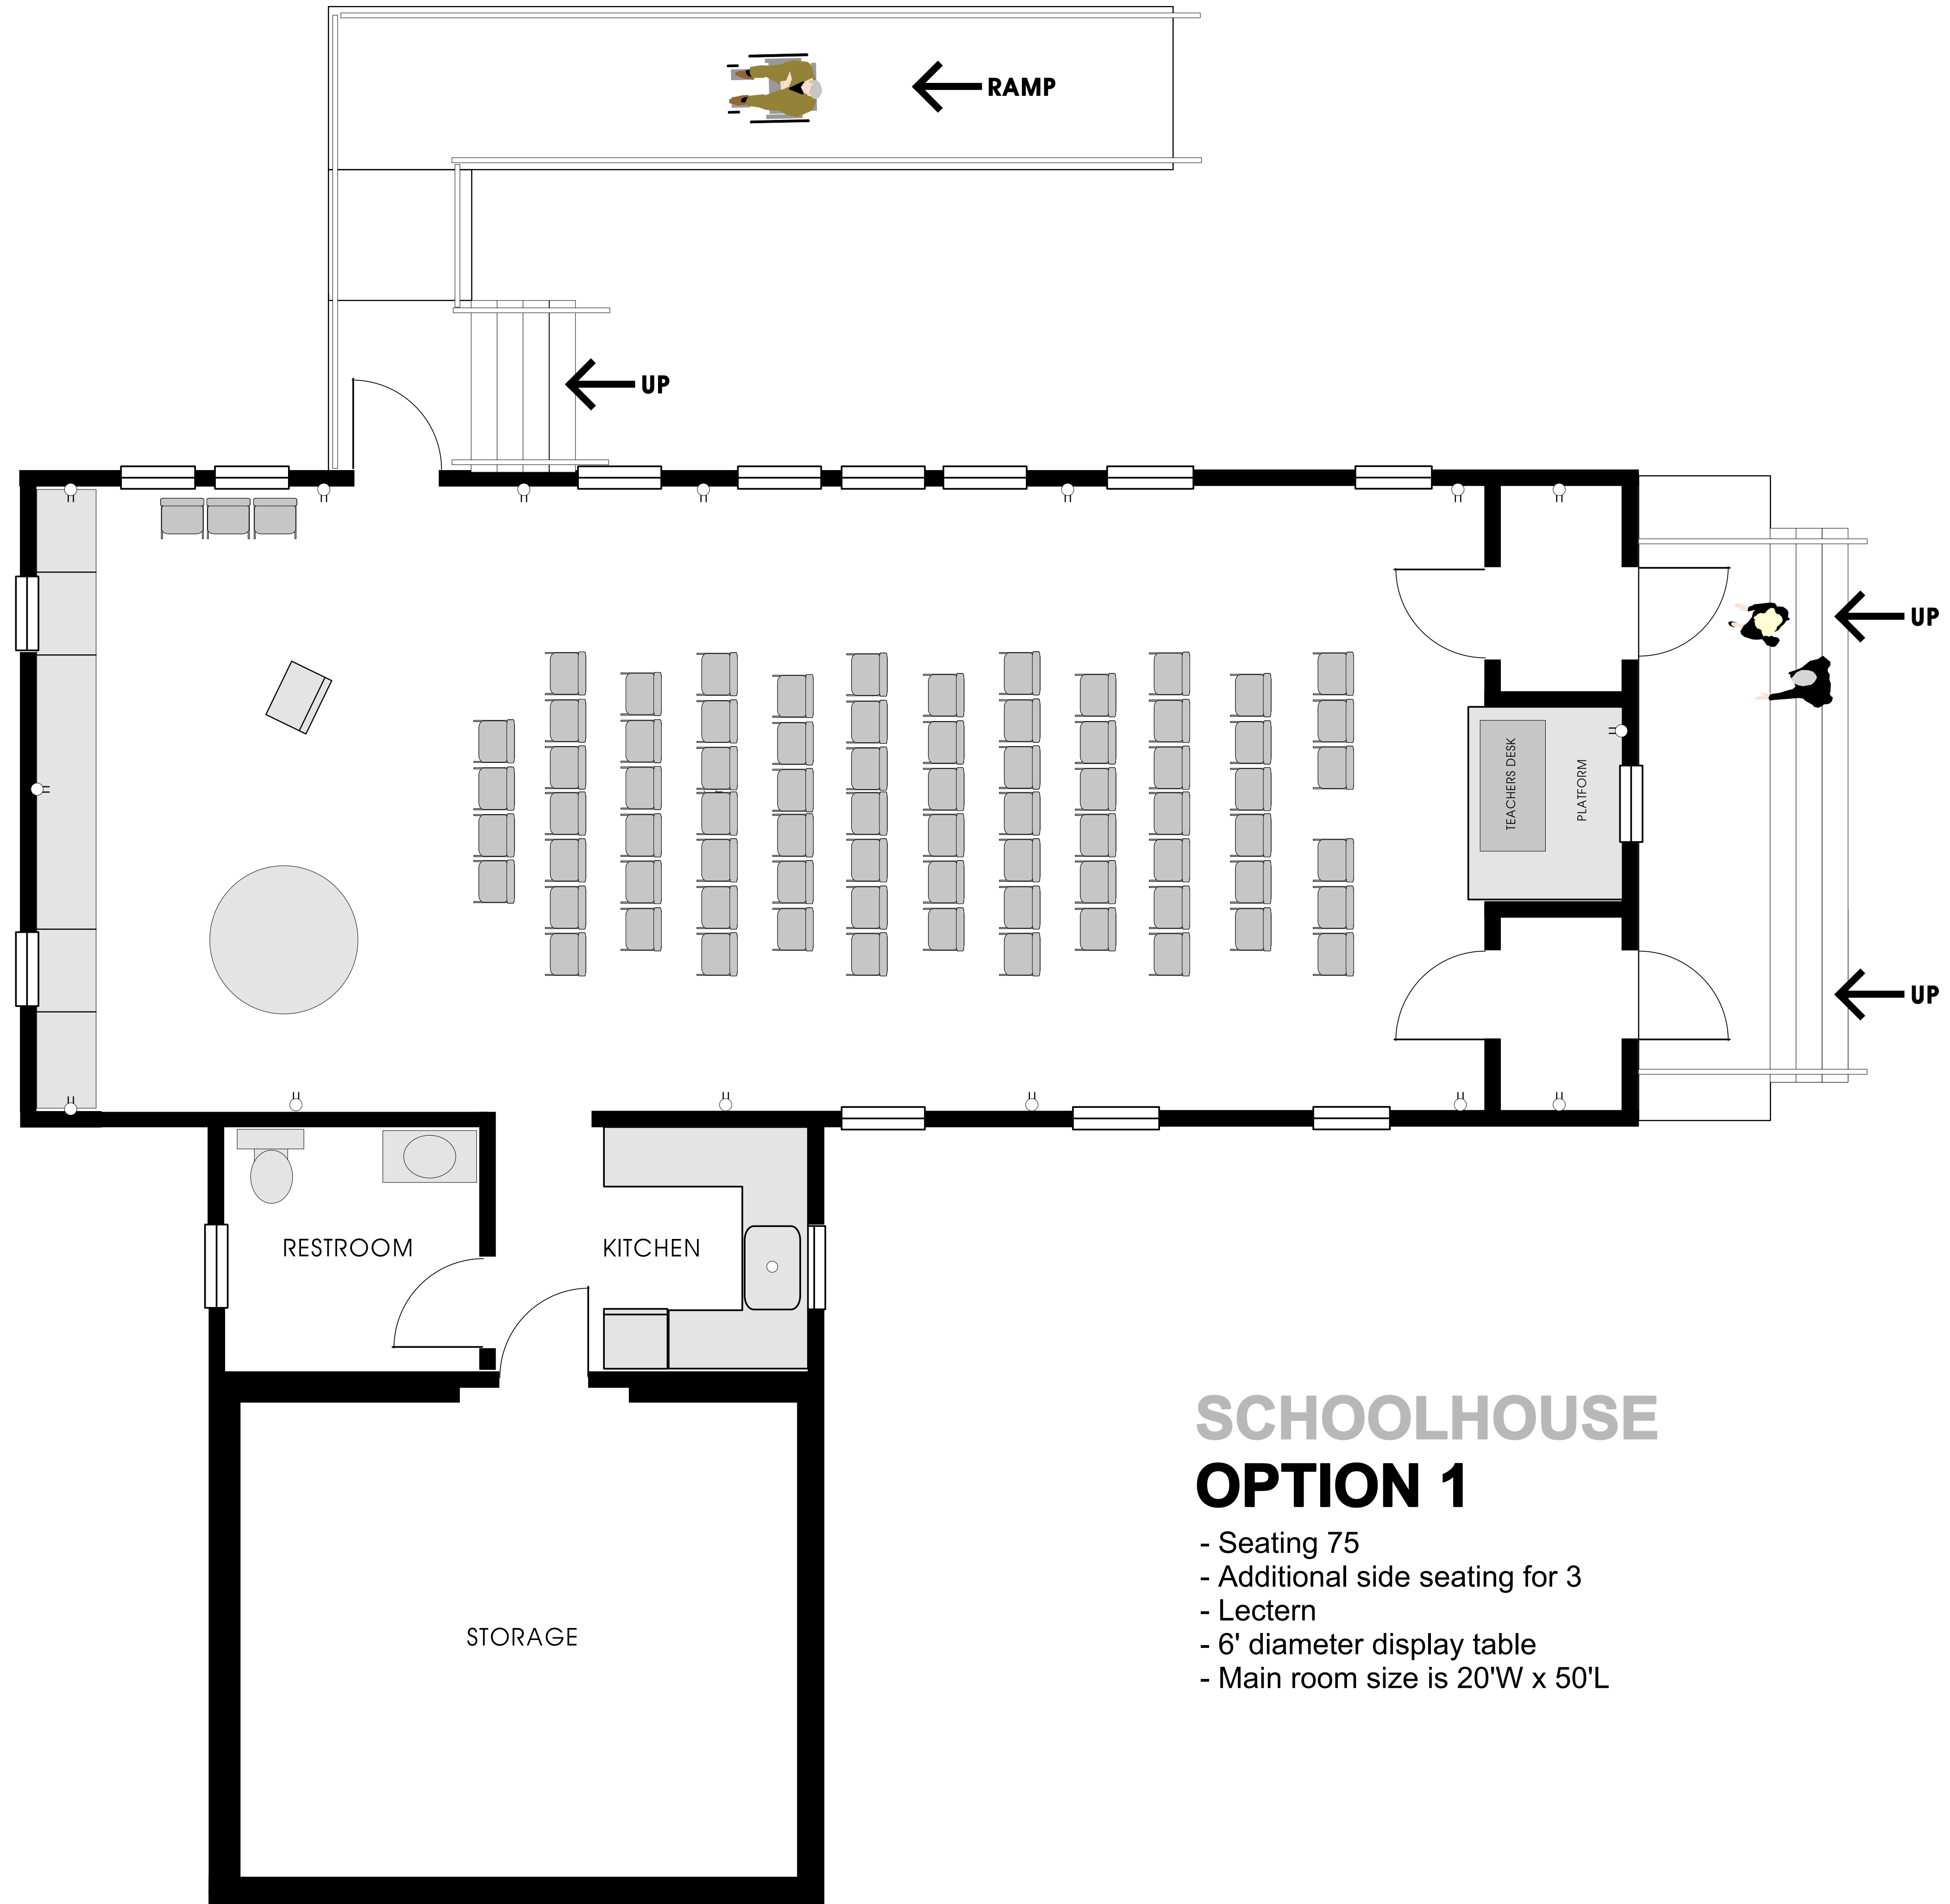 RAMP
UP
UP
TEACHERS DESK
PLATFORM
UP
RESTROOM
KITCHEN
STORAGE
SCHOOLHOUSE
OPTION 1
- Seating 75
- Additional side seating for 3
- Lectern
- 6' diameter display table
- Main room size is 20'W x 50'L